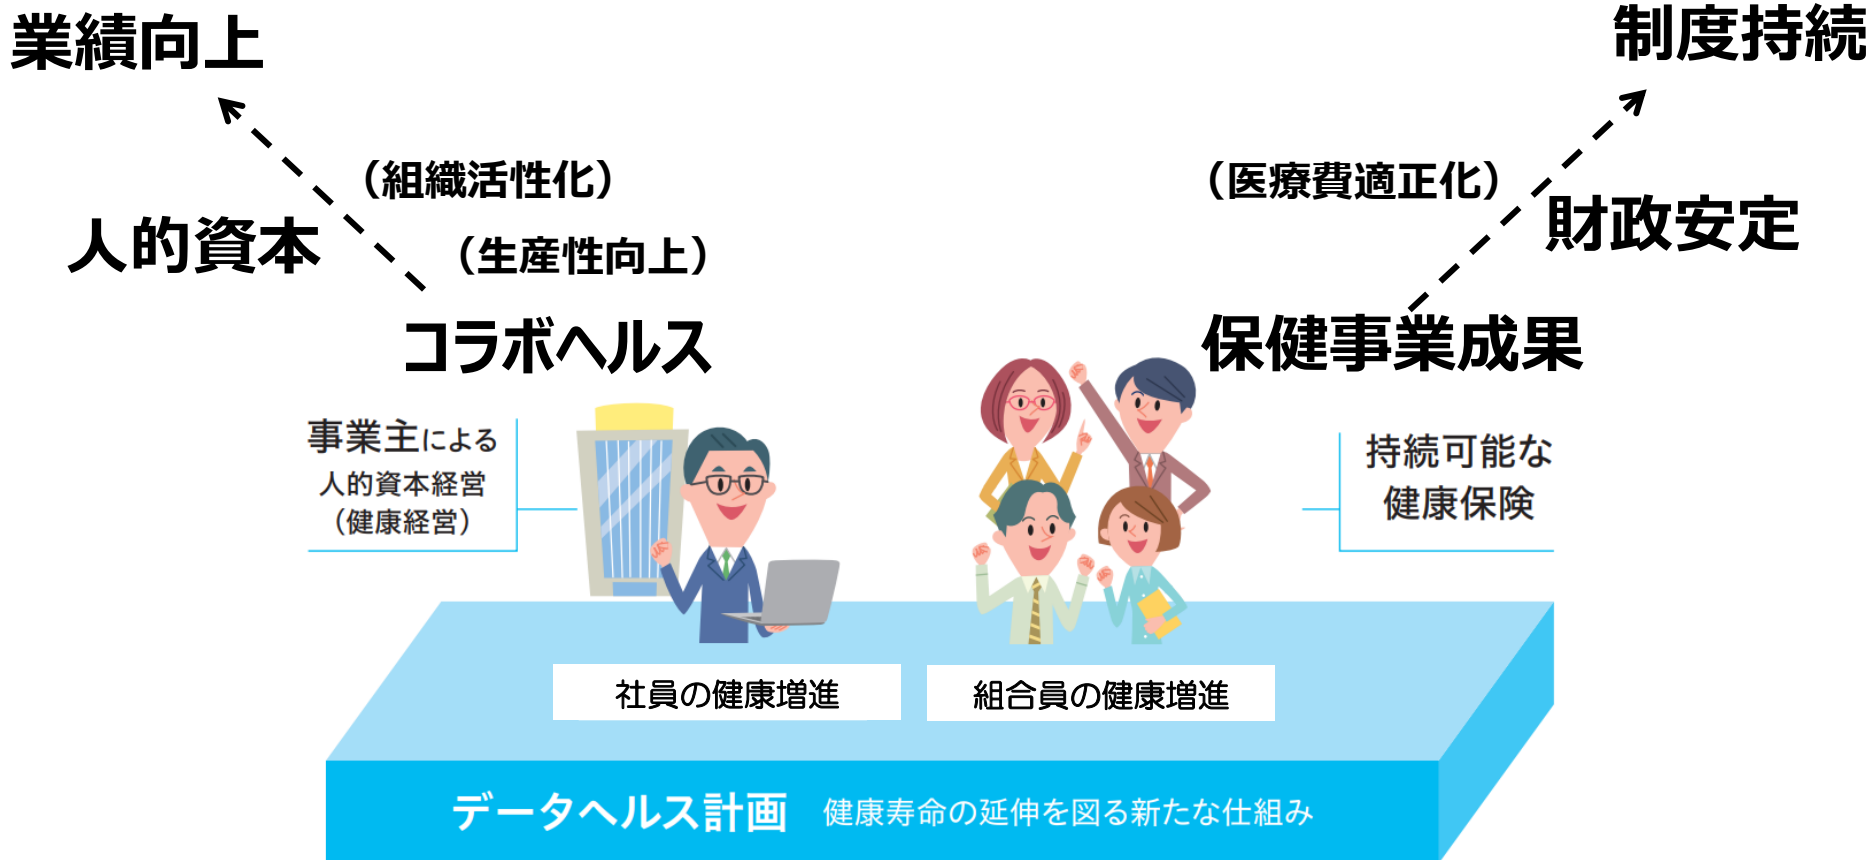 業績向上
制度持続
（組織活性化）
（医療費適正化）
人的資本
（生産性向上）
財政安定
コラボヘルス
保健事業成果
事業主による
人的資本経営
（健康経営）
持続可能な
健康保険
社員の健康増進
組合員の健康増進
データヘルス計画 健康寿命の延伸を図る新たな仕組み